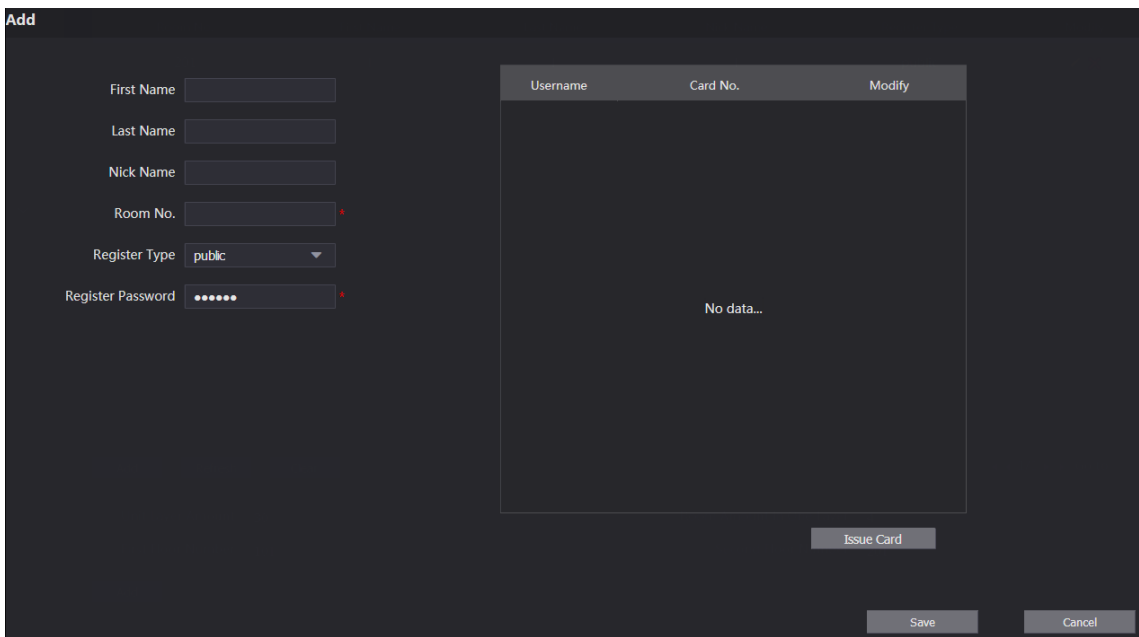 Add
First Name
Last Name
Nick Name
Room No. *
Register Type public
Register Password •••••• *
Username Card No. Modify
No data...
Issue Card
Save Cancel